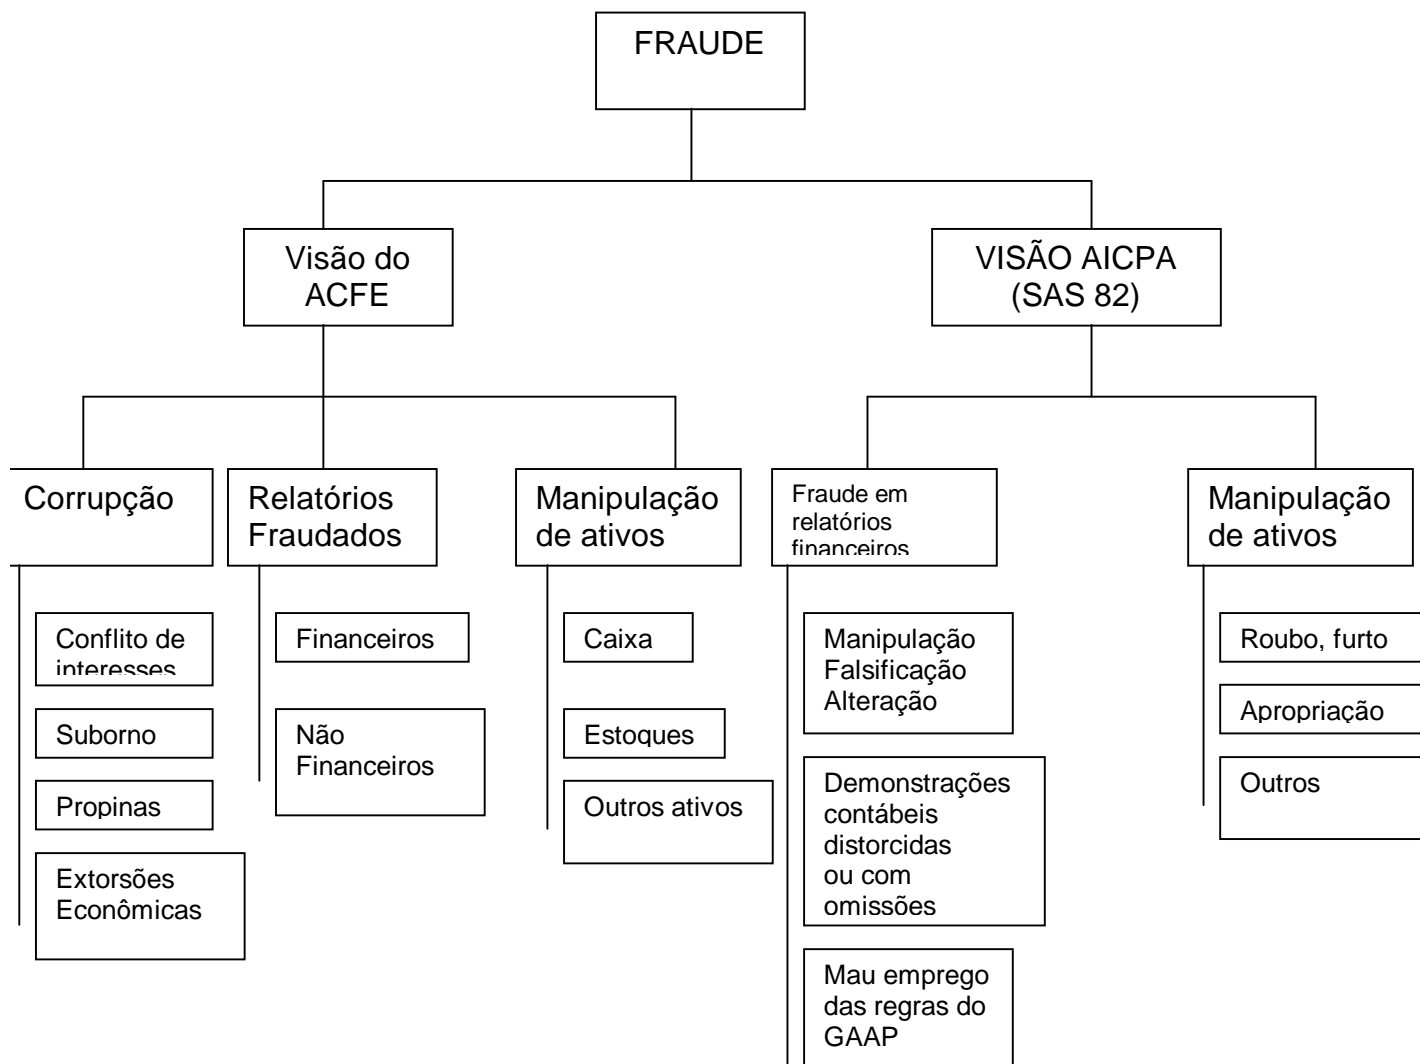 FRAUDE
Visão do
ACFE
VISÃO AICPA
(SAS 82)
Corrupção
Relatórios
Fraudados
Manipulação
de ativos
Fraude em
relatórios
financeiros
Manipulação
de ativos
Conflito de
interesses
Suborno
Propinas
Extorsões
Econômicas
Financeiros
Não
Financeiros
Caixa
Estoques
Outros ativos
Manipulação
Falsificação
Alteração
Demonstrações
contábeis
distorcidas
ou com
omissões
Mau emprego
das regras do
GAAP
Roubo, furto
Apropriação
Outros